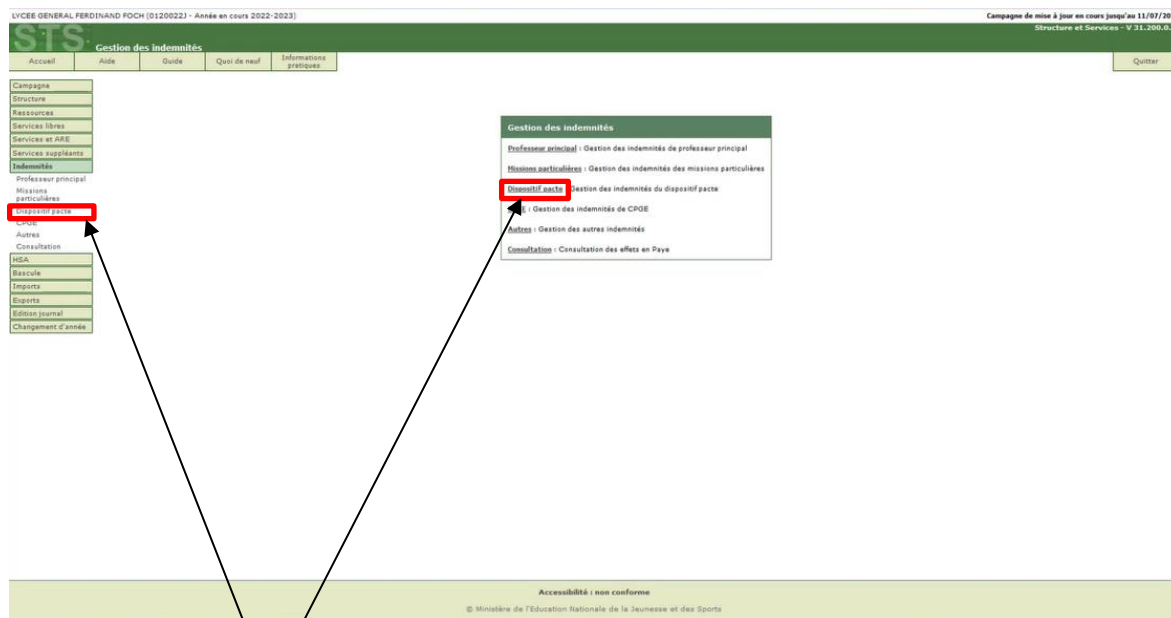 LYCEE GENERAL FERDINAND FOCH (0120022J - Année en cours 2022-2023)
Campagne de mise à jour en cours jusqu'au 11/07/20
Structure et Services - V 31.200.0.
STS Gestion des indemnités
Accueil Aide Guide Quoi de neuf Informations pratiques Quitter
Campagne
Structure
Ressources
Services libres
Services et ARE
Services suppléants
Indemnités
Professeur principal
Missions
particulières
Dispositif pacte
CPGE
Autres
Consultation
HSA
Bascule
Imports
Exports
Edition journal
Changement d'année
Gestion des indemnités
Professeur principal : Gestion des indemnités de professeur principal
Missions particulières : Gestion des indemnités des missions particulières
Dispositif pacte : Gestion des indemnités du dispositif pacte
: Gestion des indemnités de CPGE
Autres : Gestion des autres indemnités
Consultation : Consultation des effets en Paye
Accessibilité : non conforme
© Ministère de l'Education Nationale de la Jeunesse et des Sports